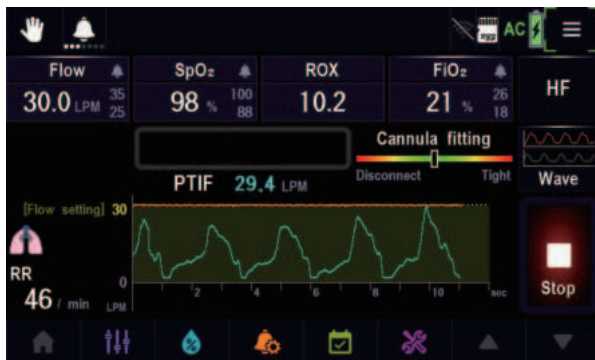 AC
Flow
30.0 LPM 35 25
SpO₂
98 % 100 88
ROX
10.2
FiO₂
21 % 26 18
HF
Cannula fitting
Disconnect Tight
PTIF 29.4 LPM
Wave
[Flow setting] 30
RR
46 / min
0
LPM
2 4 6 8 10 sec
Stop